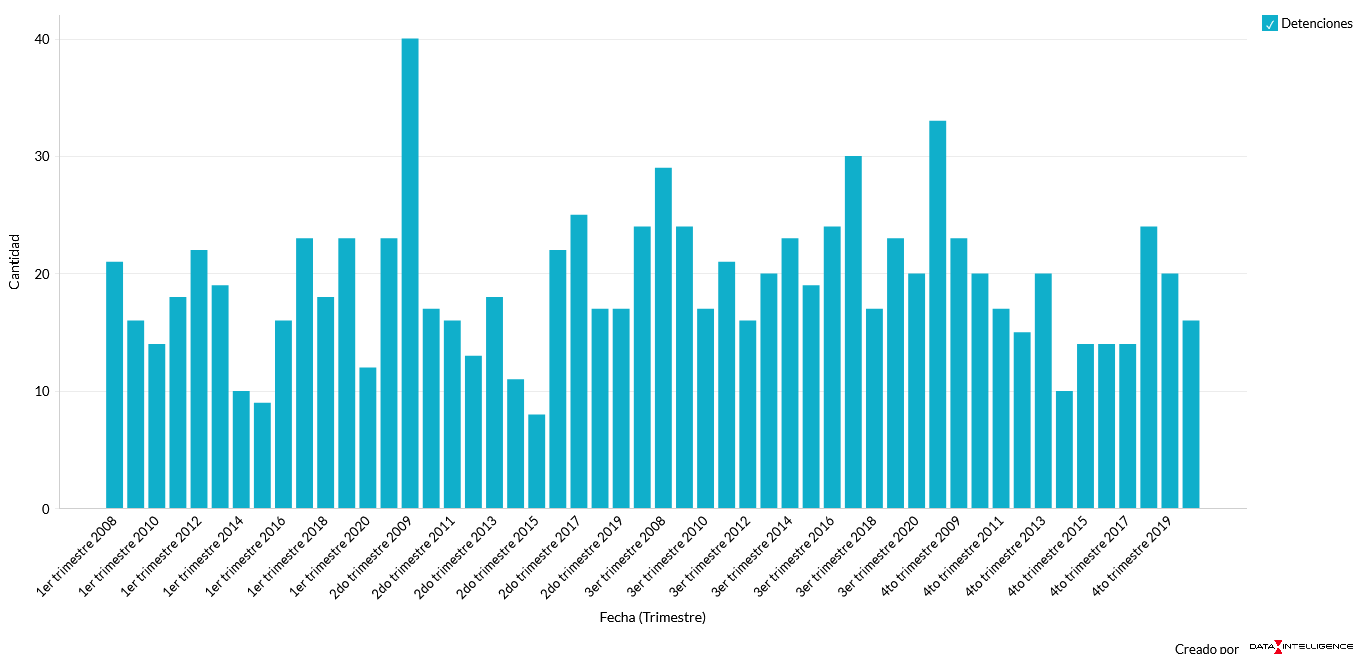 Detenciones
Cantidad
40
30
20
10
0
1er trimestre 2008
1er trimestre 2010
1er trimestre 2012
1er trimestre 2014
1er trimestre 2016
1er trimestre 2018
1er trimestre 2020
2do trimestre 2009
2do trimestre 2011
2do trimestre 2013
2do trimestre 2015
2do trimestre 2017
2do trimestre 2019
3er trimestre 2008
3er trimestre 2010
3er trimestre 2012
3er trimestre 2014
3er trimestre 2016
3er trimestre 2018
3er trimestre 2020
4to trimestre 2009
4to trimestre 2011
4to trimestre 2013
4to trimestre 2015
4to trimestre 2017
4to trimestre 2019
Fecha (Trimestre)
Creado por DATA INTELLIGENCE